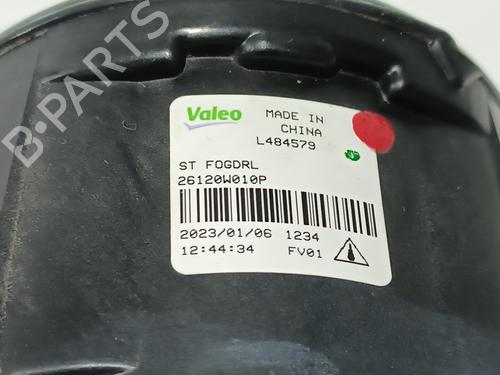 B-PARTS
Valeo
MADE IN
CHINA
L484579
ST FOGDRL
26120W010P
2023/01/06 1234
12:44:34 FV01